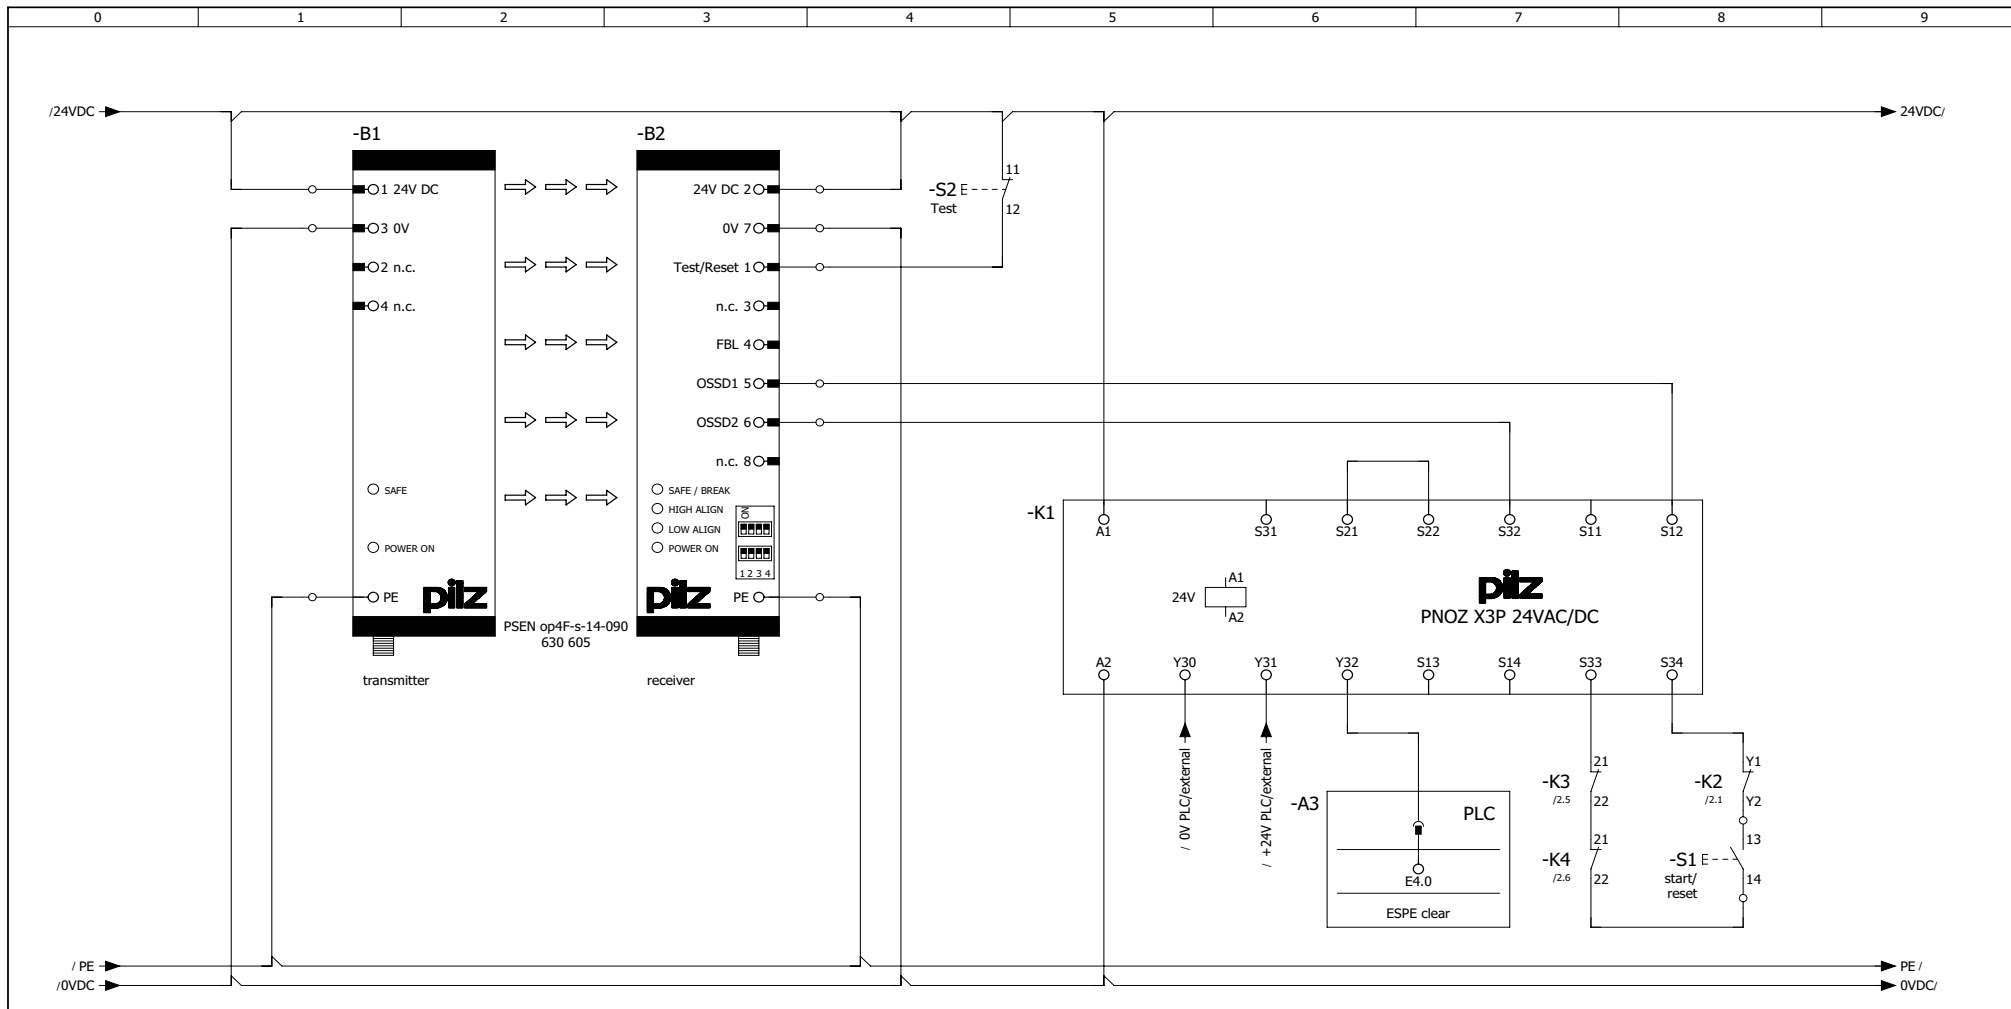 0 1 2 3 4 5 6 7 8 9
/24VDC
24VDC/
-B1
-B2
1 24V DC
3 0V
2 n.c.
4 n.c.
SAFE
POWER ON
PE
pilz
transmitter
24V DC 2
0V 7
Test/Reset 1
n.c. 3
FBL 4
OSSD1 5
OSSD2 6
n.c. 8
SAFE / BREAK
HIGH ALIGN
LOW ALIGN
POWER ON
ON
1 2 3 4
pilz
PE
PSEN op4F-s-14-090
630 605
receiver
-S2 E
Test
11
12
-K1
A1 S31 S21 S22 S32 S11 S12
24V
A1
A2
pilz
PNOZ X3P 24VAC/DC
A2 Y30 Y31 Y32 S13 S14 S33 S34
/ 0V PLC/external
/ +24V PLC/external
-A3
PLC
E4.0
ESPE clear
-K3
/2.5
21
22
-K4
/2.6
21
22
-K2
/2.1
Y1
Y2
-S1 E
start/
reset
13
14
/ PE
/0VDC
PE /
0VDC/